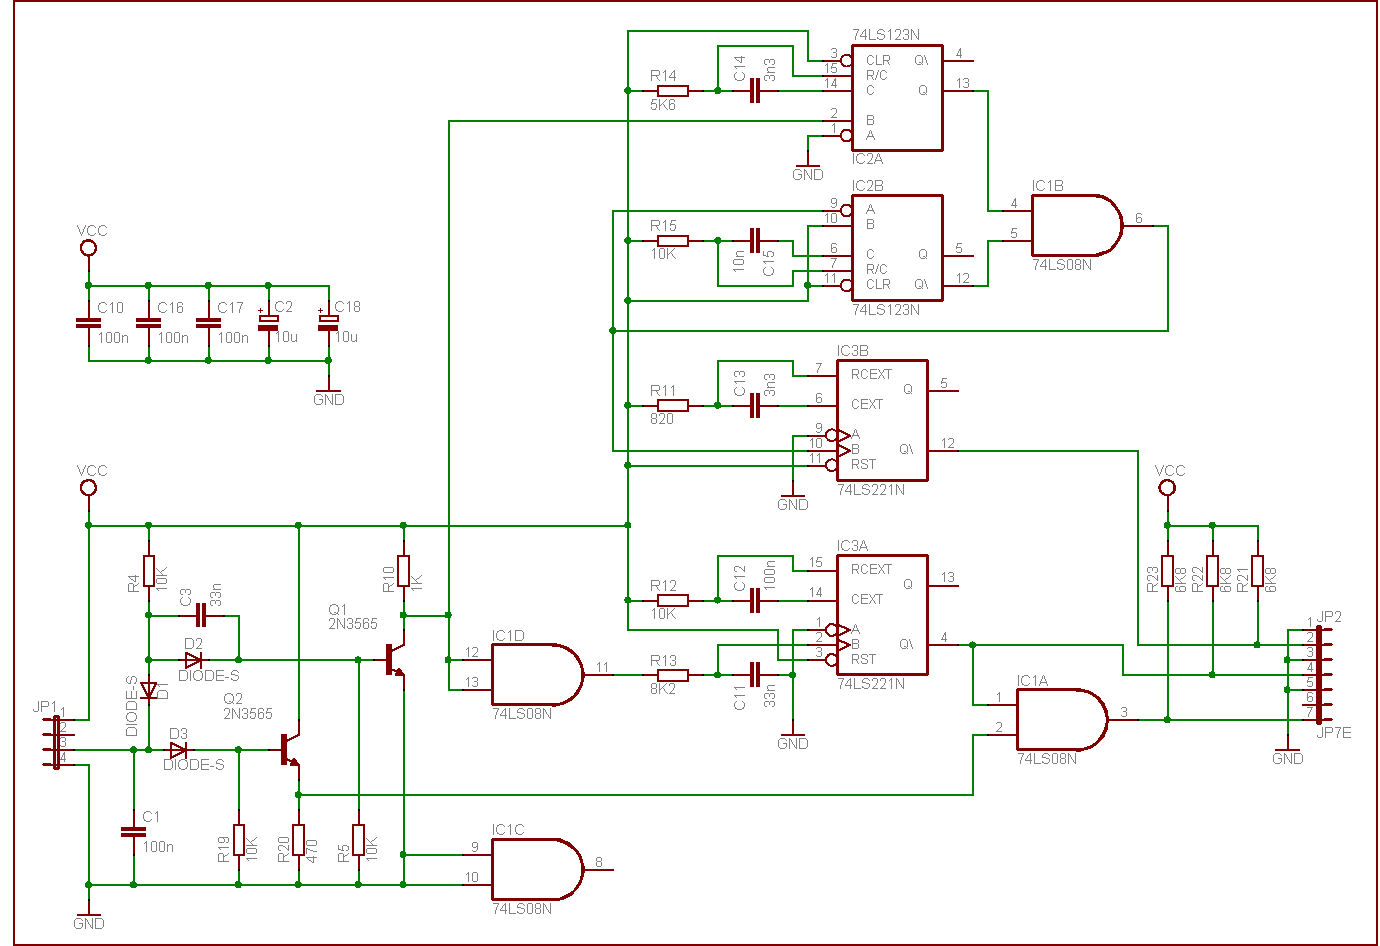 74LS123N
3
CLR
Q\
4
15
R/C
14
C
Q
13
2
B
1
A
IC2A
R14
5K6
C14
3n3
GND
IC2B
9
A
10
B
6
C
Q
5
7
R/C
11
CLR
Q\
12
74LS123N
R15
10K
10n
C15
IC1B
4
5
6
74LS08N
VCC
C10
100n
C16
100n
C17
100n
+
C2
10u
+
C18
10u
GND
IC3B
7
RCEXT
Q
5
6
CEXT
9
A
10
B
Q\
12
11
RST
74LS221N
R11
820
C13
3n3
GND
VCC
R4
10K
C3
33n
D2
DIODE-S
DIODE-S
D1
Q2
2N3565
Q1
2N3565
R10
1K
JP1
1
2
3
4
D3
DIODE-S
C1
100n
R19
10K
R20
470
R5
10K
GND
IC1D
12
13
11
74LS08N
IC1C
9
10
8
74LS08N
IC3A
15
RCEXT
Q
13
14
CEXT
1
A
2
B
Q\
4
3
RST
74LS221N
R12
10K
C12
100n
R13
8K2
C11
33n
GND
IC1A
1
2
3
74LS08N
VCC
R23
6K8
R22
6K8
R21
6K8
JP2
1
2
3
4
5
6
7
JP7E
GND